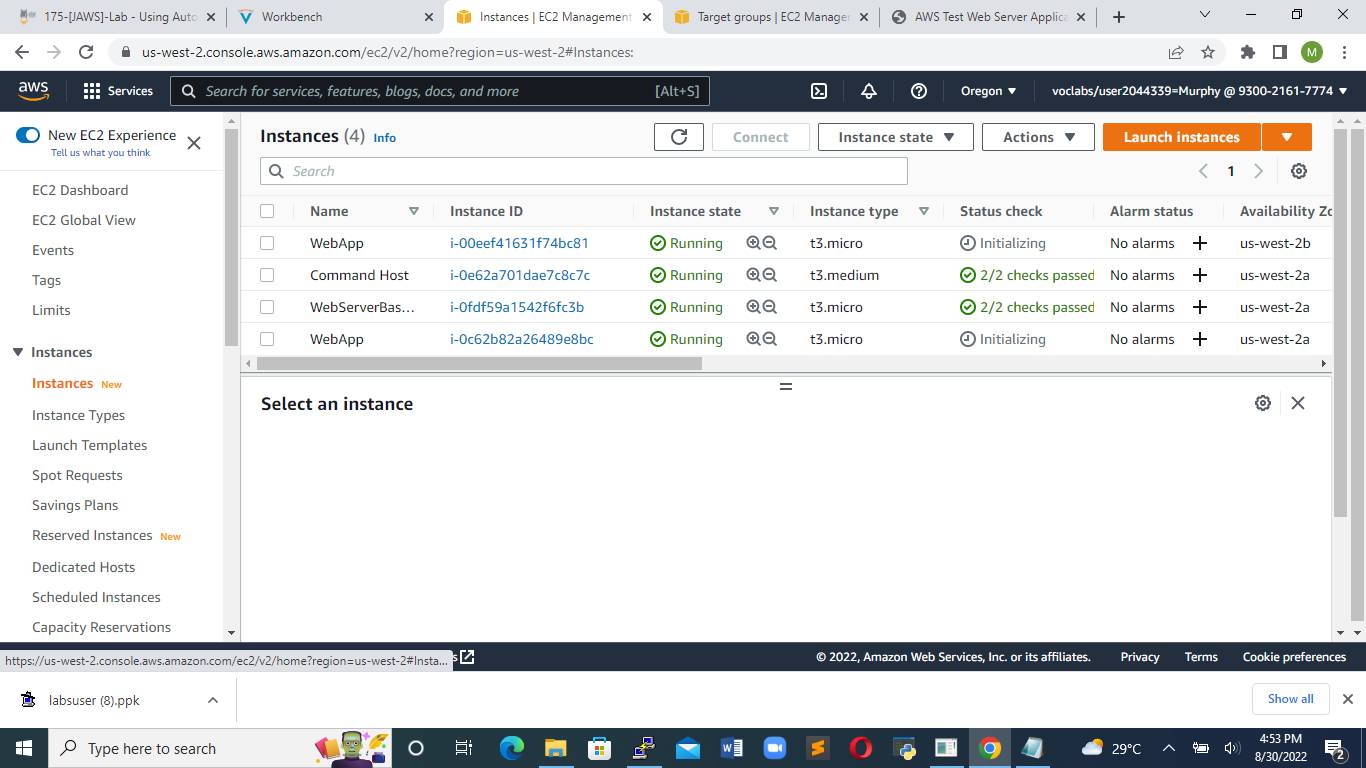 175-[JAWS]-Lab - Using Auto
Workbench
Instances | EC2 Management
Target groups | EC2 Manager
AWS Test Web Server Applica
us-west-2.console.aws.amazon.com/ec2/v2/home?region=us-west-2#Instances:
M
aws
Services
Search for services, features, blogs, docs, and more
[Alt+S]
Oregon
voclabs/user2044339=Murphy @ 9300-2161-7774
New EC2 Experience
Tell us what you think
EC2 Dashboard
EC2 Global View
Events
Tags
Limits
Instances
Instances New
Instance Types
Launch Templates
Spot Requests
Savings Plans
Reserved Instances New
Dedicated Hosts
Scheduled Instances
Capacity Reservations
Instances (4) Info
Connect
Instance state
Actions
Launch instances
Search
1
Name Instance ID Instance state Instance type Status check Alarm status Availability Zo
WebApp i-00eef41631f74bc81 Running t3.micro Initializing No alarms us-west-2b
Command Host i-0e62a701dae7c8c7c Running t3.medium 2/2 checks passed No alarms us-west-2a
WebServerBas... i-0fdf59a1542f6fc3b Running t3.micro 2/2 checks passed No alarms us-west-2a
WebApp i-0c62b82a26489e8bc Running t3.micro Initializing No alarms us-west-2a
Select an instance
https://us-west-2.console.aws.amazon.com/ec2/v2/home?region=us-west-2#Insta...
© 2022, Amazon Web Services, Inc. or its affiliates.
Privacy
Terms
Cookie preferences
labsuser (8).ppk
Show all
Type here to search
29°C
4:53 PM
8/30/2022
2